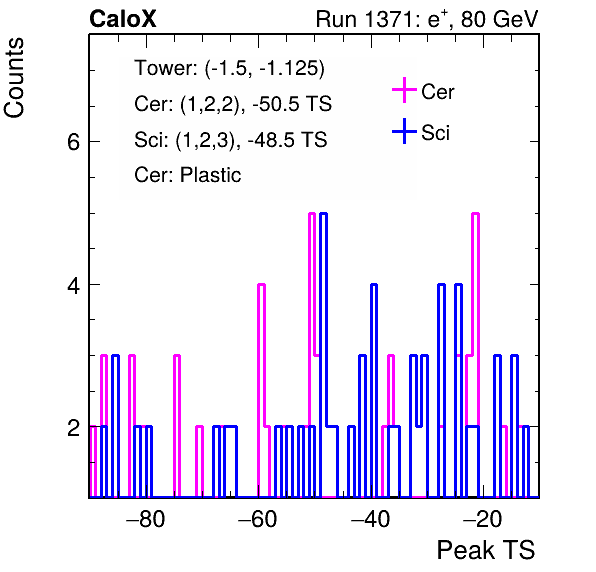 CaloX Run 1371: e⁺, 80 GeV
Counts
Tower: (-1.5, -1.125)
Cer: (1,2,2), -50.5 TS
Sci: (1,2,3), -48.5 TS
Cer: Plastic
Cer
Sci
6
4
2
−80 −60 −40 −20
Peak TS